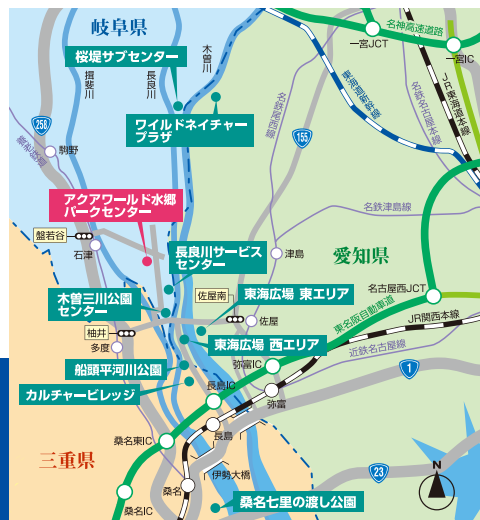 岐阜県
木曽川
名神高速道路
一宮JCT
一宮IC
桜堤サブセンター
揖斐川
長良川
東海道新幹線
名鉄名古屋本線
JR東海道本線
名鉄尾西線
ワイルドネイチャー
プラザ
258
155
養老鉄道
駒野
アクアワールド水郷
パークセンター
名鉄津島線
盤若谷
石津
長良川サービス
センター
津島
愛知県
木曽三川公園
センター
佐屋南
東海広場 東エリア
名古屋西JCT
東名阪自動車道
JR関西本線
柚井
多度
佐屋
東海広場 西エリア
近鉄名古屋線
弥富IC
船頭平河川公園
1
カルチャービレッジ
長島IC
弥富
桑名東IC
長島
三重県
伊勢大橋
23
N
桑名
桑名IC
桑名七里の渡し公園